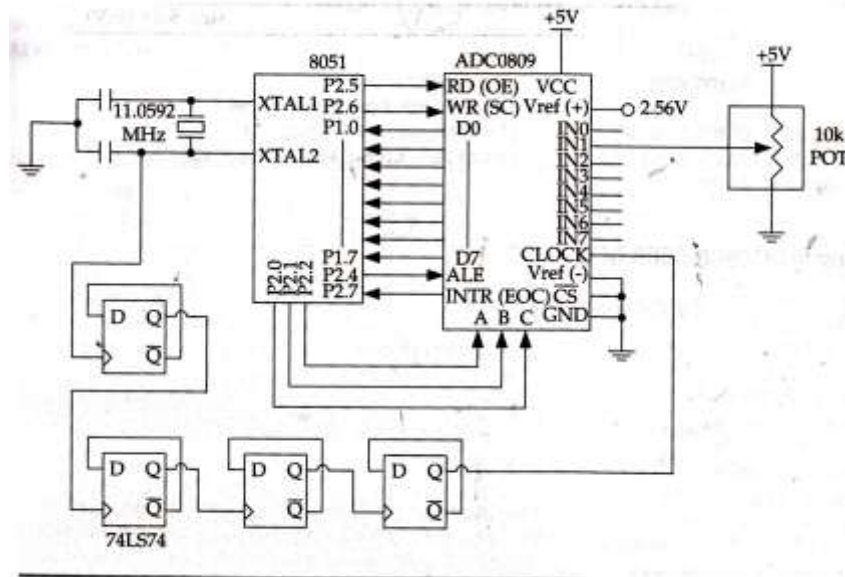 +5V
8051
ADC0809
+5V
P2.5
RD (OE)
VCC
11.0592
MHz
XTAL1
P2.6
WR (SC)
Vref (+)
2.56V
P1.0
D0
IN0
10k
POT
XTAL2
IN1
IN2
IN3
IN4
IN5
IN6
IN7
P1.7
D7
CLOCK
P2.0
P2.1
P2.2
P2.4
ALE
Vref (-)
P2.7
INTR (EOC)
CS
A B C
GND
D Q
Q
D Q
Q
D Q
Q
D Q
Q
74LS74